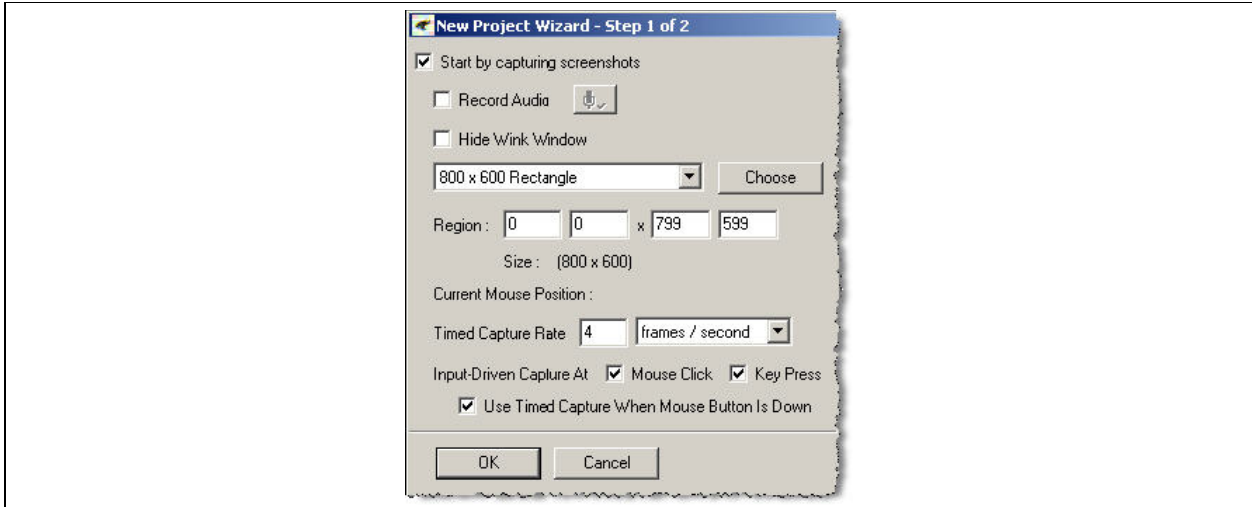 New Project Wizard - Step 1 of 2
Start by capturing screenshots
Record Audio
Hide Wink Window
800 x 600 Rectangle Choose
Region : 0 0 x 799 599
Size : (800 x 600)
Current Mouse Position :
Timed Capture Rate 4 frames / second
Input-Driven Capture At Mouse Click Key Press
Use Timed Capture When Mouse Button Is Down
OK Cancel